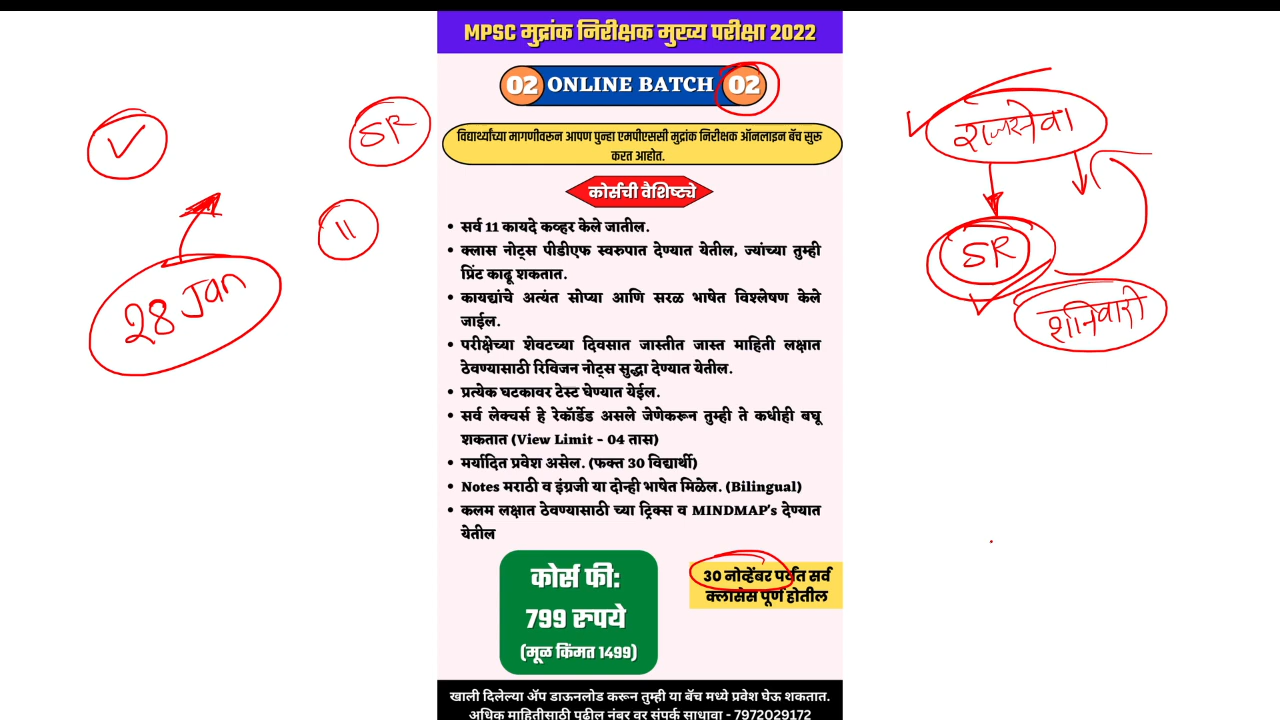 MPSC मुद्रांक निरीक्षक मुख्य परीक्षा 2022
02 ONLINE BATCH 02
विद्यार्थ्यांच्या मागणीवरून आपण पुन्हा एमपीएससी मुद्रांक निरीक्षक ऑनलाइन बॅच सुरु
करत आहोत.
कोर्सची वैशिष्ट्ये
• सर्व 11 कायदे कव्हर केले जातील.
• क्लास नोट्स पीडीएफ स्वरुपात देण्यात येतील, ज्यांच्या तुम्ही
प्रिंट काढू शकतात.
• कायद्यांचे अत्यंत सोप्या आणि सरळ भाषेत विश्लेषण केले
जाईल.
• परीक्षेच्या शेवटच्या दिवसात जास्तीत जास्त माहिती लक्षात
ठेवण्यासाठी रिविजन नोट्स सुद्धा देण्यात येतील.
• प्रत्येक घटकावर टेस्ट घेण्यात येईल.
• सर्व लेक्चर्स हे रेकॉर्डेड असले जेणेकरून तुम्ही ते कधीही बघू
शकतात (View Limit - 04 तास)
• मर्यादित प्रवेश असेल. (फक्त 30 विद्यार्थी)
• Notes मराठी व इंग्रजी या दोन्ही भाषेत मिळेल. (Bilingual)
• कलम लक्षात ठेवण्यासाठी च्या ट्रिक्स व MINDMAP's देण्यात
येतील
कोर्स फी:
799 रुपये
(मूळ किंमत 1499)
30 नोव्हेंबर पर्यंत सर्व
क्लासेस पूर्ण होतील
खाली दिलेल्या अ‍ॅप डाऊनलोड करून तुम्ही या बॅच मध्ये प्रवेश घेऊ शकतात.
अधिक माहितीसाठी पुढील नंबर वर संपर्क साधावा - 7972029172
SR
11
28 Jan
राजसेवा
SR
शनिवारी